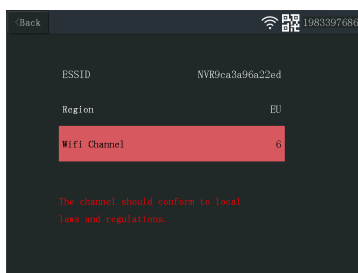 <Back
1983397686
ESSID NVR9ca3a96a22ed
Region EU
Wifi Channel 6
The channel should conform to local
laws and regulations.